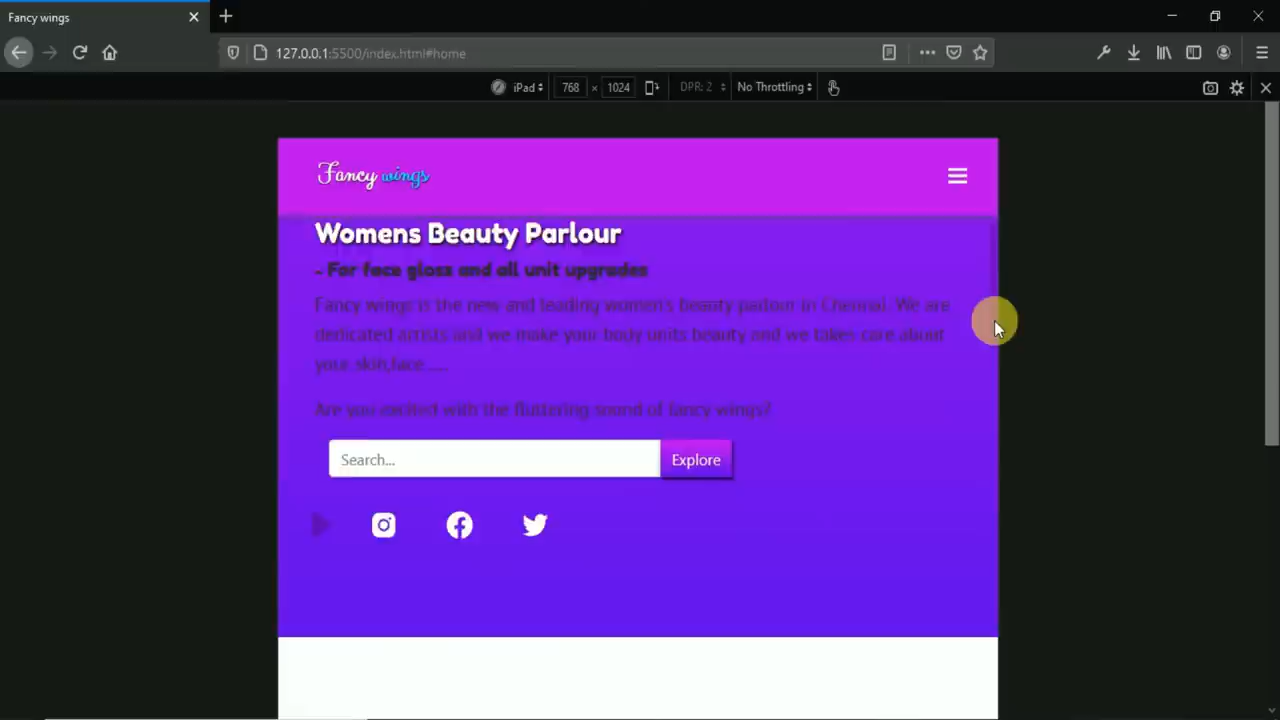 Fancy wings
127.0.0.1:5500/index.html#home
iPad 768 × 1024 DPR: 2 No Throttling
Fancy wings
Womens Beauty Parlour
- For face gloss and all unit upgrades
Fancy wings is the new and leading women's beauty parlour in Chennai. We are
dedicated artists and we make your body units beauty and we takes care about
your skin,face.....
Are you excited with the fluttering sound of fancy wings?
Search... Explore